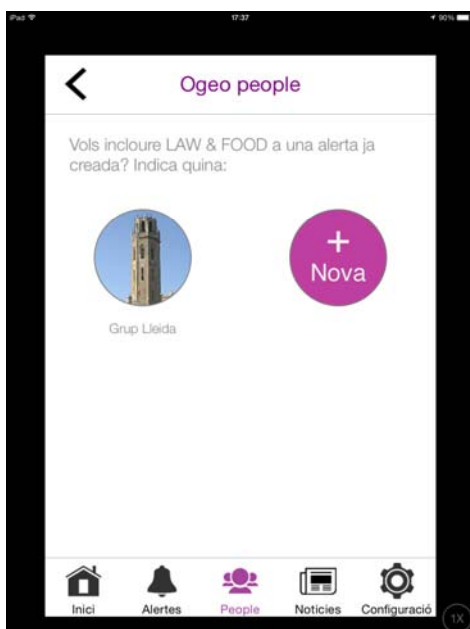 iPad 17:37 90%
Ogeo people
Vols incloure LAW & FOOD a una alerta ja
creada? Indica quina:
+
Nova
Grup Lleida
Inici Alertes People Noticies Configuració
1X